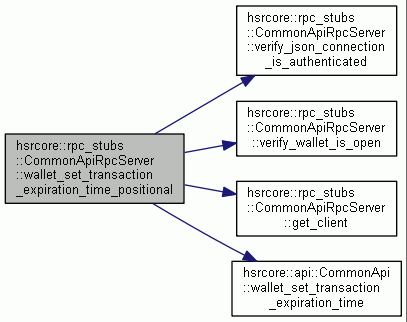 hsrcore::rpc_stubs
::CommonApiRpcServer
::wallet_set_transaction
_expiration_time_positional
hsrcore::rpc_stubs
::CommonApiRpcServer
::verify_json_connection
_is_authenticated
hsrcore::rpc_stubs
::CommonApiRpcServer
::verify_wallet_is_open
hsrcore::rpc_stubs
::CommonApiRpcServer
::get_client
hsrcore::api::CommonApi
::wallet_set_transaction
_expiration_time